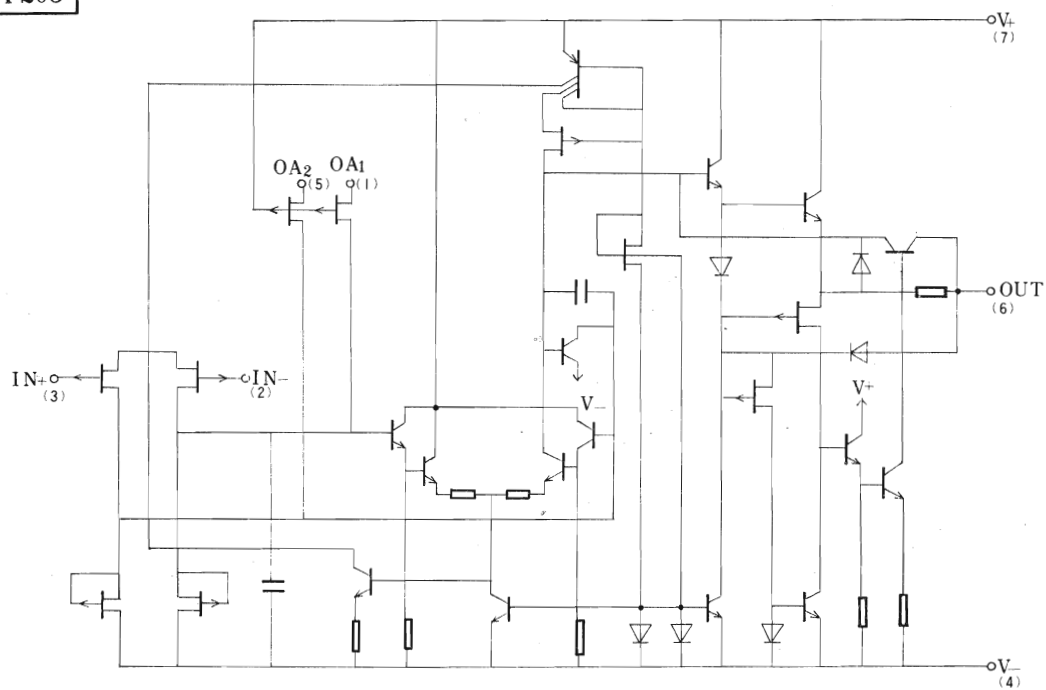 V+
(7)
OA2 OA1
(5) (1)
OUT
(6)
IN+
(3)
IN-
(2)
V-
V+
V-
(4)